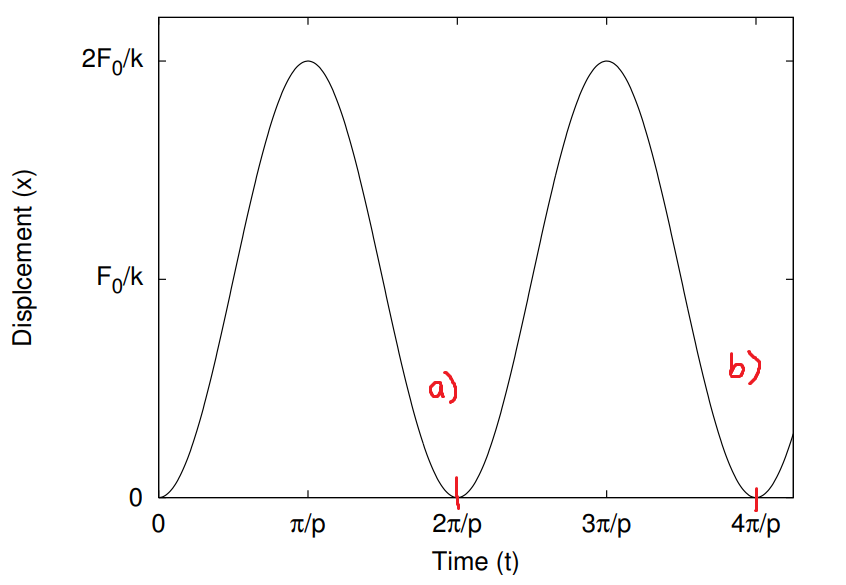 2F₀/k
F₀/k
0
Displcement (x)
a)
b)
0 π/p 2π/p 3π/p 4π/p
Time (t)